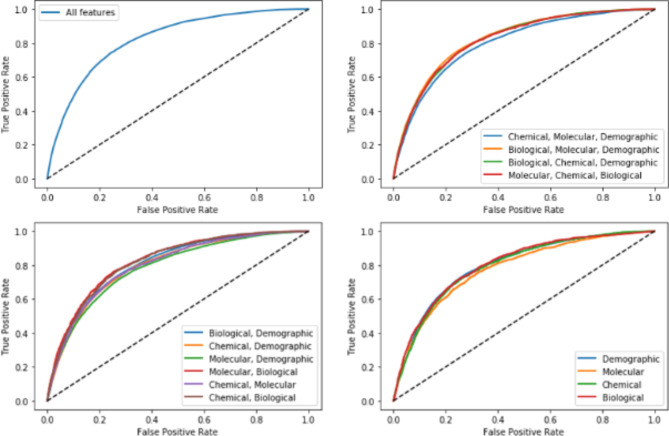 1.0
0.8
0.6
0.4
0.2
0.0
True Positive Rate
All features
0.0 0.2 0.4 0.6 0.8 1.0
False Positive Rate
1.0
0.8
0.6
0.4
0.2
0.0
True Positive Rate
Chemical, Molecular, Demographic
Biological, Molecular, Demographic
Biological, Chemical, Demographic
Molecular, Chemical, Biological
0.0 0.2 0.4 0.6 0.8 1.0
False Positive Rate
1.0
0.8
0.6
0.4
0.2
0.0
True Positive Rate
Biological, Demographic
Chemical, Demographic
Molecular, Demographic
Molecular, Biological
Chemical, Molecular
Chemical, Biological
0.0 0.2 0.4 0.6 0.8 1.0
False Positive Rate
1.0
0.8
0.6
0.4
0.2
0.0
True Positive Rate
Demographic
Molecular
Chemical
Biological
0.0 0.2 0.4 0.6 0.8 1.0
False Positive Rate